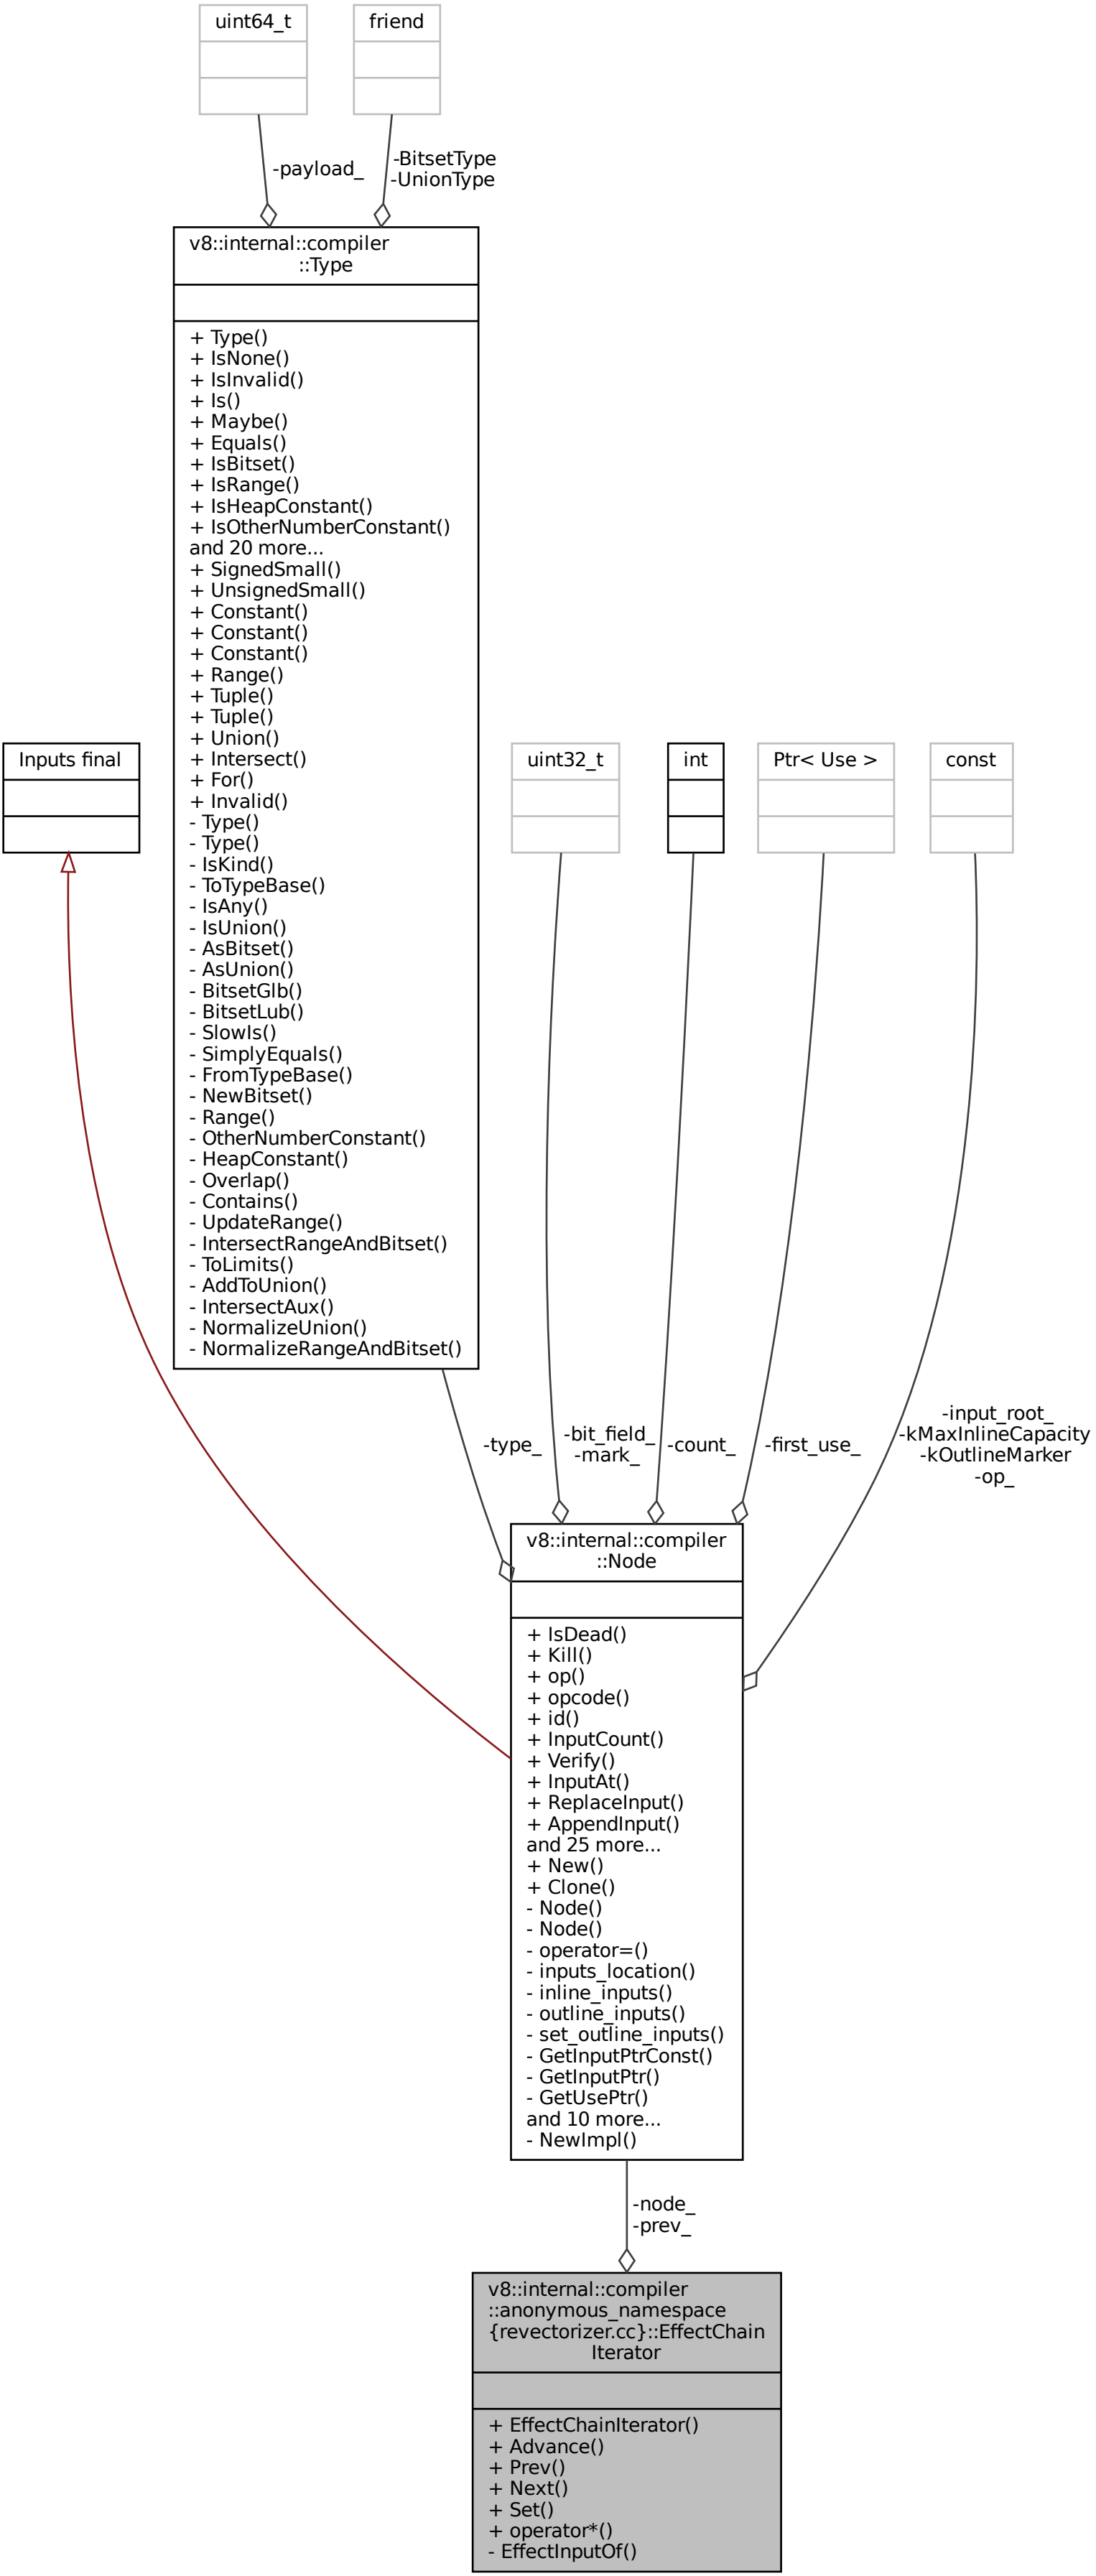 uint64_t
friend
-payload_
-BitsetType
-UnionType
v8::internal::compiler
::Type
+ Type()
+ IsNone()
+ IsInvalid()
+ Is()
+ Maybe()
+ Equals()
+ IsBitset()
+ IsRange()
+ IsHeapConstant()
+ IsOtherNumberConstant()
and 20 more...
+ SignedSmall()
+ UnsignedSmall()
+ Constant()
+ Constant()
+ Constant()
+ Range()
+ Tuple()
+ Tuple()
+ Union()
+ Intersect()
+ For()
+ Invalid()
- Type()
- Type()
- IsKind()
- ToTypeBase()
- IsAny()
- IsUnion()
- AsBitset()
- AsUnion()
- BitsetGlb()
- BitsetLub()
- SlowIs()
- SimplyEquals()
- FromTypeBase()
- NewBitset()
- Range()
- OtherNumberConstant()
- HeapConstant()
- Overlap()
- Contains()
- UpdateRange()
- IntersectRangeAndBitset()
- ToLimits()
- AddToUnion()
- IntersectAux()
- NormalizeUnion()
- NormalizeRangeAndBitset()
Inputs final
uint32_t
int
Ptr< Use >
const
-type_
-bit_field_
-mark_
-count_
-first_use_
-input_root_
-kMaxInlineCapacity
-kOutlineMarker
-op_
v8::internal::compiler
::Node
+ IsDead()
+ Kill()
+ op()
+ opcode()
+ id()
+ InputCount()
+ Verify()
+ InputAt()
+ ReplaceInput()
+ AppendInput()
and 25 more...
+ New()
+ Clone()
- Node()
- Node()
- operator=()
- inputs_location()
- inline_inputs()
- outline_inputs()
- set_outline_inputs()
- GetInputPtrConst()
- GetInputPtr()
- GetUsePtr()
and 10 more...
- NewImpl()
-node_
-prev_
v8::internal::compiler
::anonymous_namespace
{revectorizer.cc}::EffectChain
Iterator
+ EffectChainIterator()
+ Advance()
+ Prev()
+ Next()
+ Set()
+ operator*()
- EffectInputOf()